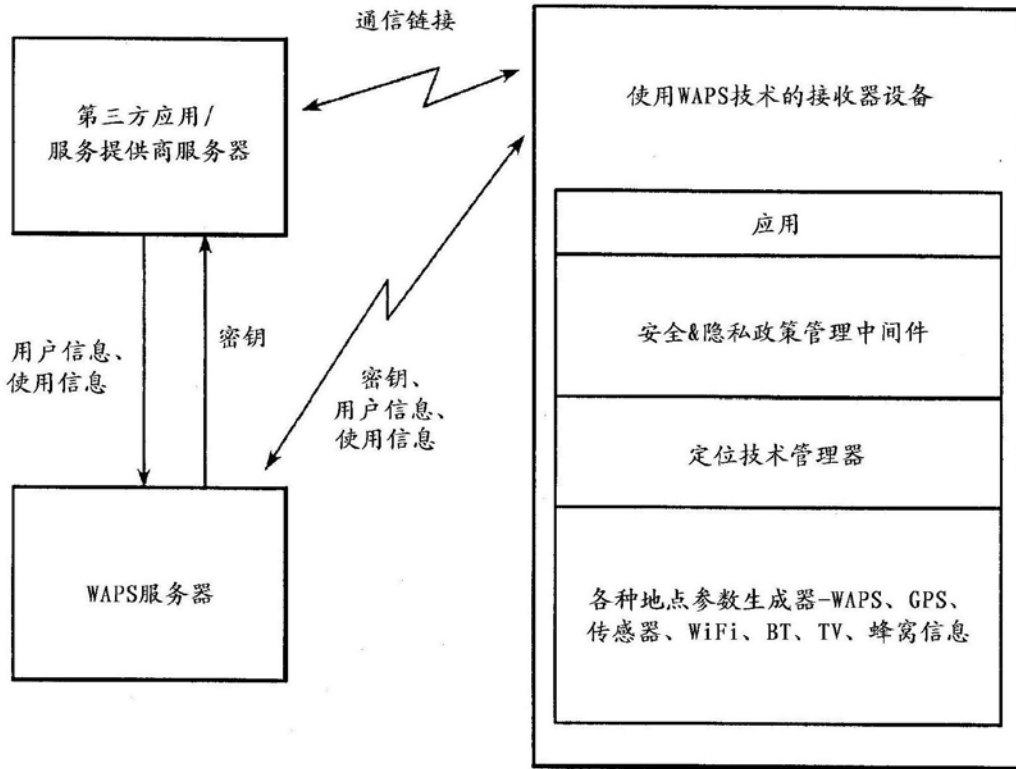 通信链接
第三方应用/
服务提供商服务器
使用WAPS技术的接收器设备
应用
安全&隐私政策管理中间件
定位技术管理器
各种地点参数生成器-WAPS、GPS、
传感器、WiFi、BT、TV、蜂窝信息
用户信息、
使用信息
密钥
密钥、
用户信息、
使用信息
WAPS服务器